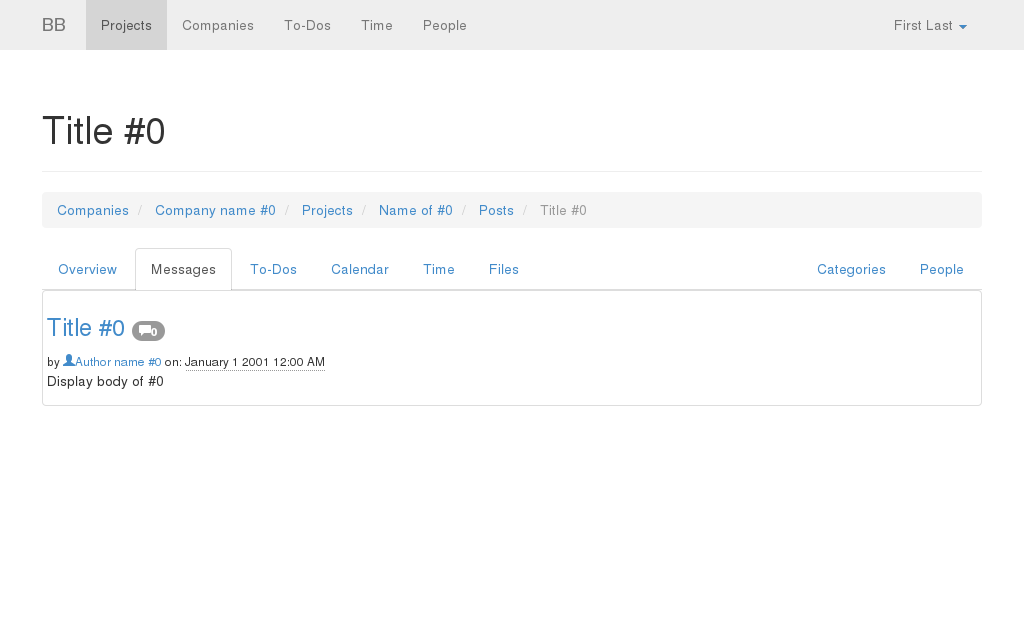 BB Projects Companies To-Dos Time People First Last
Title #0
Companies / Company name #0 / Projects / Name of #0 / Posts / Title #0
Overview Messages To-Dos Calendar Time Files Categories People
Title #0 0
by Author name #0 on: January 1 2001 12:00 AM
Display body of #0